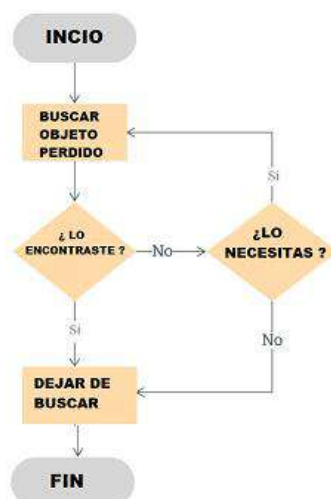 INCIO
BUSCAR
OBJETO
PERDIDO
¿ LO
ENCONTRASTE ?
No
¿LO
NECESITAS ?
Si
Si
No
DEJAR DE
BUSCAR
FIN